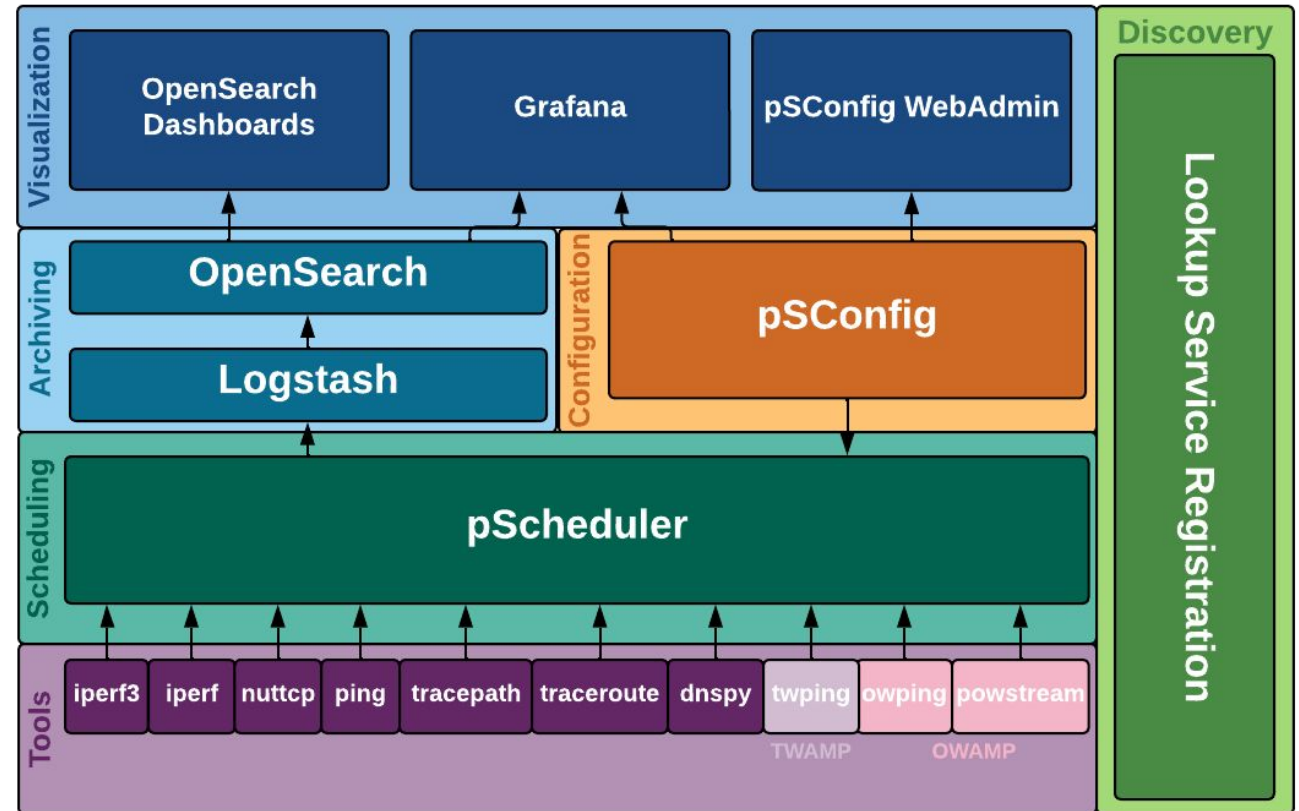 Visualization
OpenSearch
Dashboards
Grafana
pSConfig WebAdmin
Discovery
Lookup Service Registration
Archiving
OpenSearch
Logstash
Configuration
pSConfig
Scheduling
pScheduler
Tools
iperf3
iperf
nuttcp
ping
tracepath
traceroute
dnspy
twping
owping
powstream
TWAMP
OWAMP